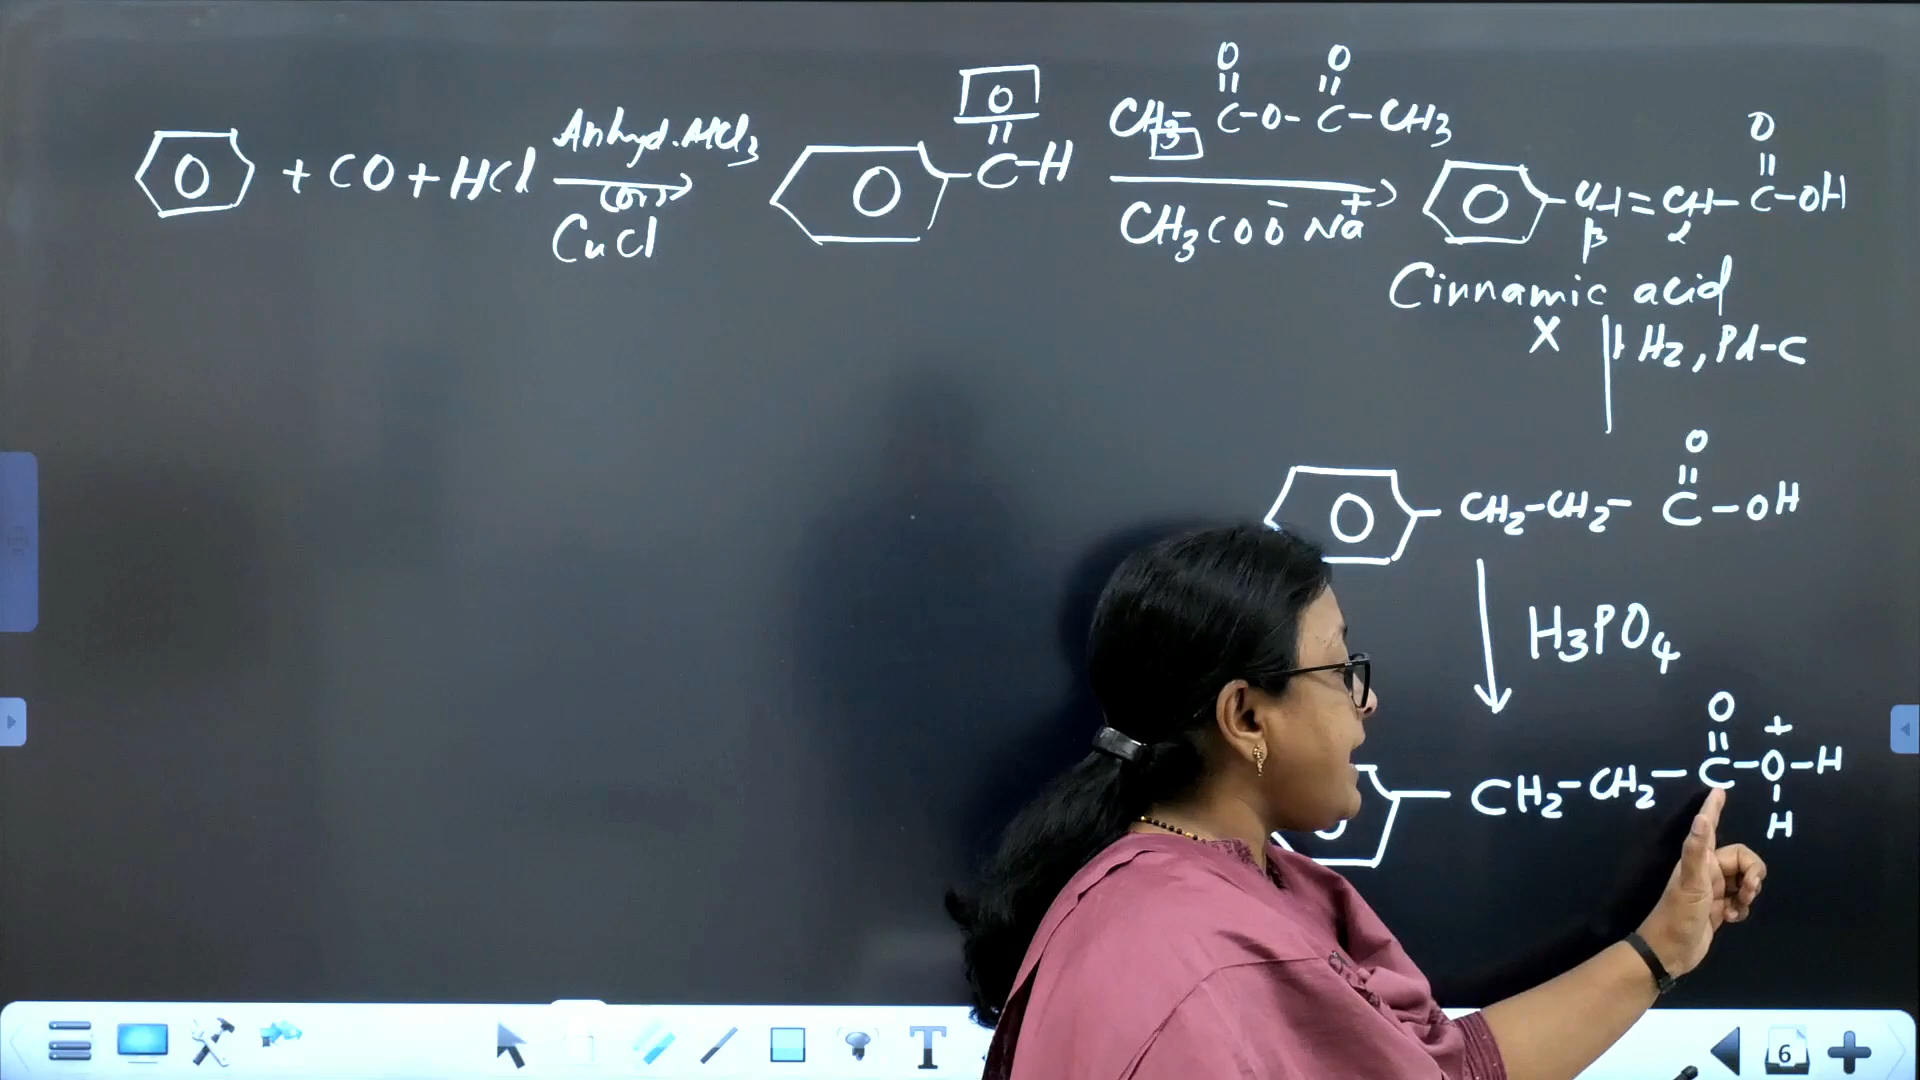 O O
CH3-C-O-C-CH3
O + CO + HCl Anhyd. AlCl3 (or) CuCl
O
C-H
CH3COO⁻Na⁺
O
CH=CH-C-OH
β α
Cinnamic acid
X H2, Pd-C
O
CH2-CH2-C-OH
H3PO4
O +
CH2-CH2-C-O-H
H
T
6